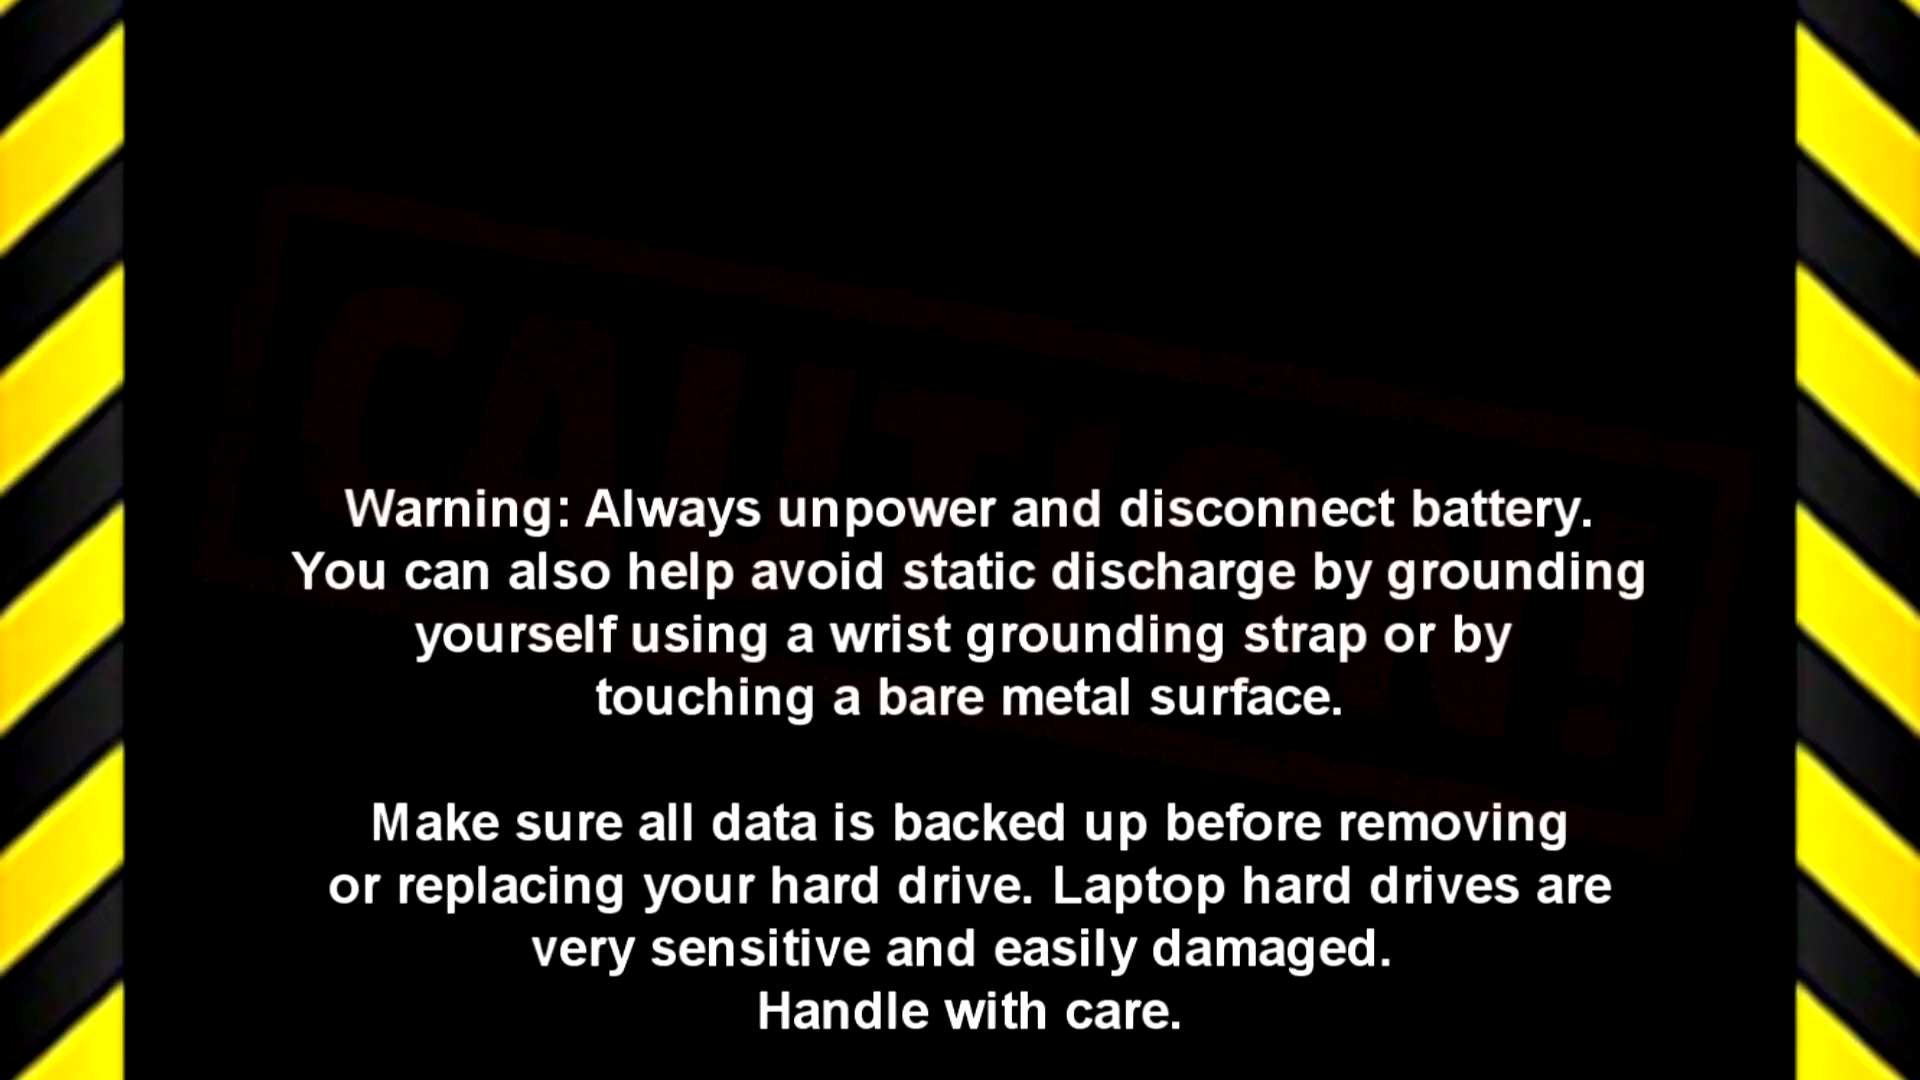 CAUTION!
Warning: Always unpower and disconnect battery.
You can also help avoid static discharge by grounding
yourself using a wrist grounding strap or by
touching a bare metal surface.
Make sure all data is backed up before removing
or replacing your hard drive. Laptop hard drives are
very sensitive and easily damaged.
Handle with care.